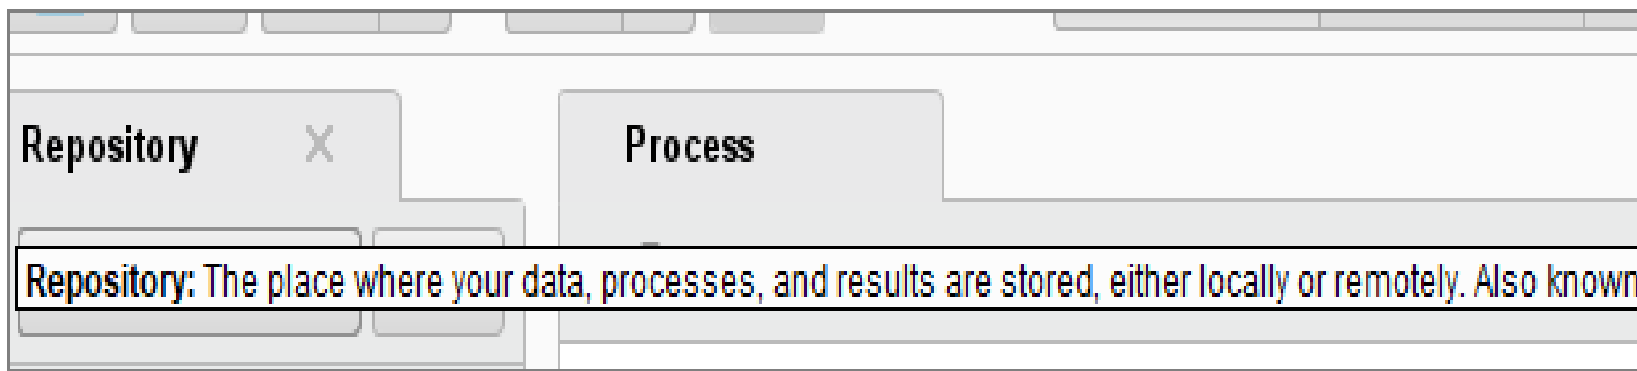 Repository X Process
Repository: The place where your data, processes, and results are stored, either locally or remotely. Also known